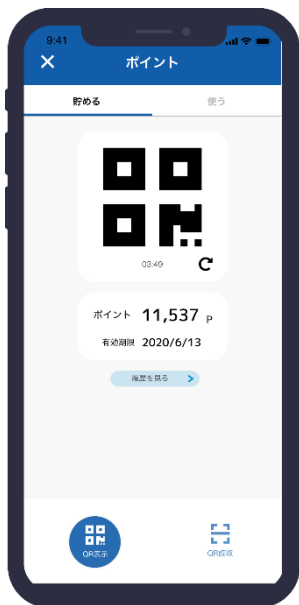 9:41
ポイント
貯める 使う
03:49
ポイント 11,537 P
有効期限 2020/6/13
履歴を見る
QR表示 QR読取